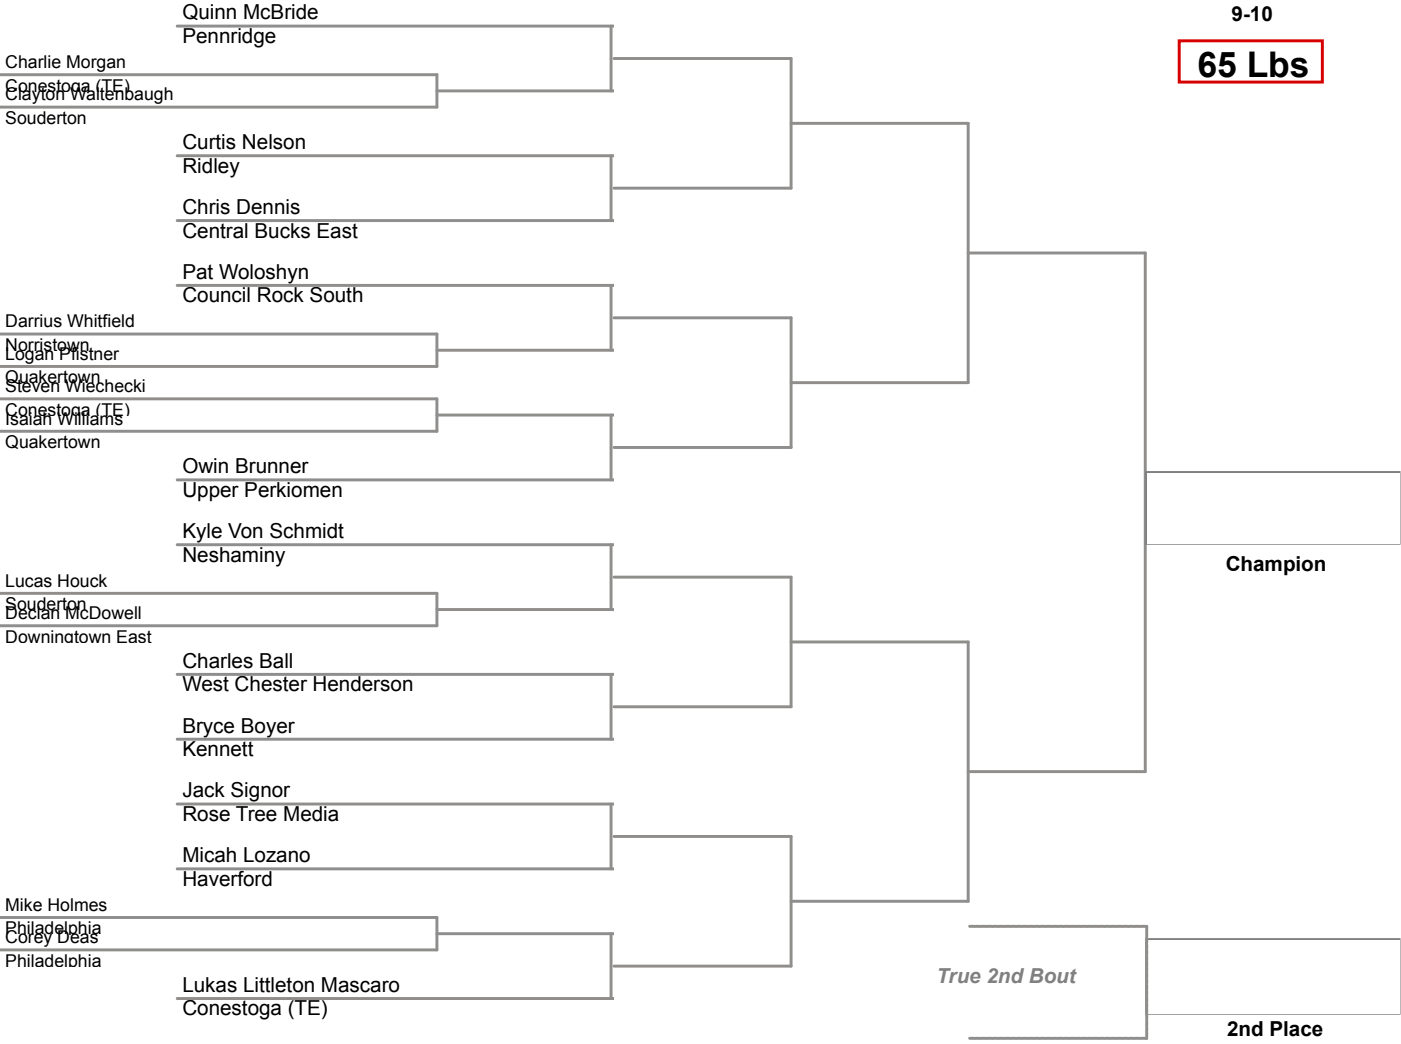 Quinn McBride
9-10
Pennridge
65 Lbs
Charlie Morgan
Conestoga (TE)
Clayton Waltenbaugh
Souderton
Curtis Nelson
Ridley
Chris Dennis
Central Bucks East
Pat Woloshyn
Council Rock South
Darrius Whitfield
Norristown
Logan Pfistner
Quakertown
Steven Wiechecki
Conestoga (TE)
Isaiah Williams
Quakertown
Owin Brunner
Upper Perkiomen
Kyle Von Schmidt
Neshaminy
Champion
Lucas Houck
Souderton
Declan McDowell
Downingtown East
Charles Ball
West Chester Henderson
Bryce Boyer
Kennett
Jack Signor
Rose Tree Media
Micah Lozano
Haverford
Mike Holmes
Philadelphia
Corey Deas
Philadelphia
True 2nd Bout
Lukas Littleton Mascaro
Conestoga (TE)
2nd Place